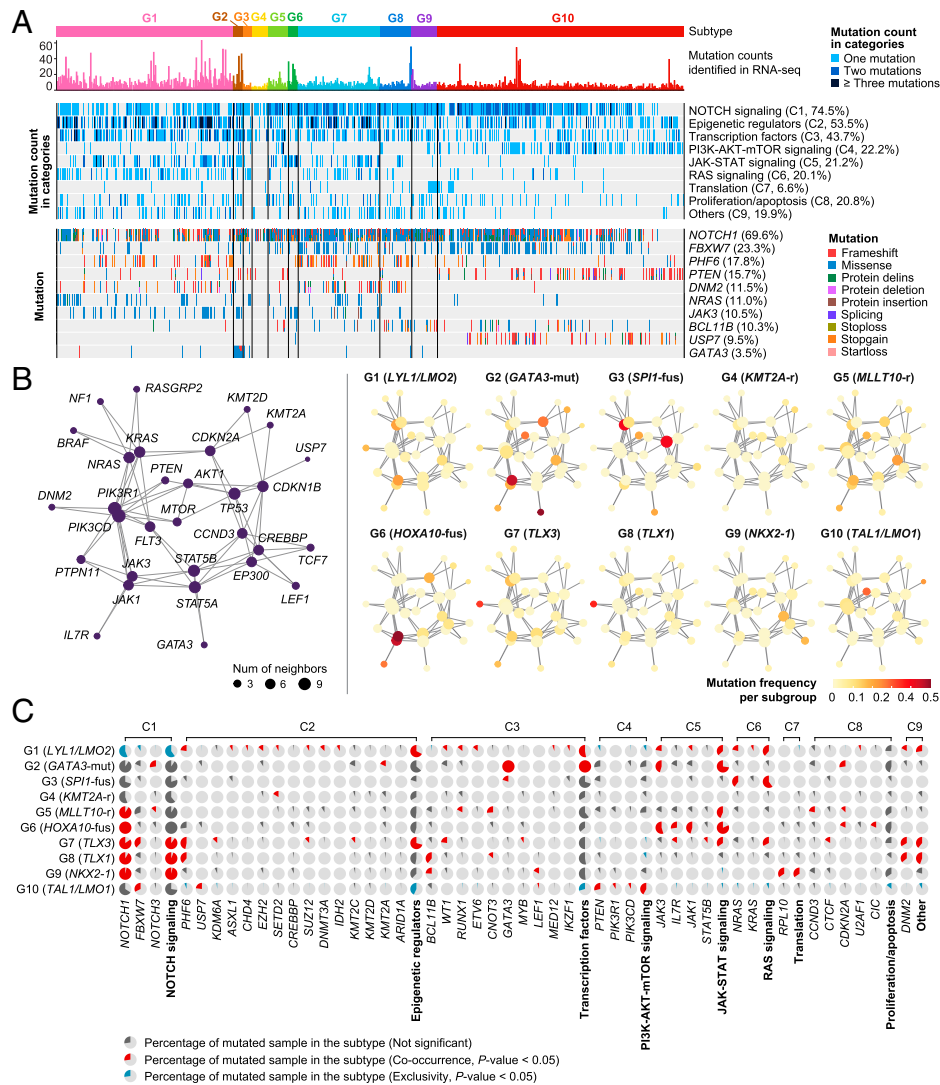 A
G1 G2 G3 G4 G5 G6 G7 G8 G9 G10
Subtype
60
40
20
0
Mutation counts
identified in RNA-seq
Mutation count
in categories
One mutation
Two mutations
≥ Three mutations
Mutation count
in categories
NOTCH signaling (C1, 74.5%)
Epigenetic regulators (C2, 53.5%)
Transcription factors (C3, 43.7%)
PI3K-AKT-mTOR signaling (C4, 22.2%)
JAK-STAT signaling (C5, 21.2%)
RAS signaling (C6, 20.1%)
Translation (C7, 6.6%)
Proliferation/apoptosis (C8, 20.8%)
Others (C9, 19.9%)
Mutation
NOTCH1 (69.6%)
FBXW7 (23.3%)
PHF6 (17.8%)
PTEN (15.7%)
DNM2 (11.5%)
NRAS (11.0%)
JAK3 (10.5%)
BCL11B (10.3%)
USP7 (9.5%)
GATA3 (3.5%)
Mutation
Frameshift
Missense
Protein delins
Protein deletion
Protein insertion
Splicing
Stoploss
Stopgain
Startloss
B
RASGRP2
NF1
KMT2D
KMT2A
BRAF
KRAS
CDKN2A
USP7
NRAS
PTEN
AKT1
DNM2
PIK3R1
CDKN1B
MTOR
TP53
PIK3CD
FLT3
CCND3
CREBBP
STAT5B
TCF7
PTPN11
JAK3
EP300
JAK1
STAT5A
LEF1
IL7R
GATA3
Num of neighbors
3 6 9
G1 (LYL1/LMO2)
G2 (GATA3-mut)
G3 (SPI1-fus)
G4 (KMT2A-r)
G5 (MLLT10-r)
G6 (HOXA10-fus)
G7 (TLX3)
G8 (TLX1)
G9 (NKX2-1)
G10 (TAL1/LMO1)
Mutation frequency
per subgroup
0 0.1 0.2 0.3 0.4 0.5
C
C1 C2 C3 C4 C5 C6 C7 C8 C9
G1 (LYL1/LMO2)
G2 (GATA3-mut)
G3 (SPI1-fus)
G4 (KMT2A-r)
G5 (MLLT10-r)
G6 (HOXA10-fus)
G7 (TLX3)
G8 (TLX1)
G9 (NKX2-1)
G10 (TAL1/LMO1)
NOTCH1
FBXW7
NOTCH3
NOTCH signaling
PHF6
USP7
KDM6A
ASXL1
CHD4
EZH2
SETD2
CREBBP
SUZ12
DNMT3A
IDH2
KMT2C
KMT2D
KMT2A
ARID1A
Epigenetic regulators
BCL11B
WT1
RUNX1
ETV6
CNOT3
GATA3
MYB
LEF1
MED12
IKZF1
Transcription factors
PTEN
PIK3R1
PIK3CD
PI3K-AKT-mTOR signaling
JAK3
IL7R
JAK1
STAT5B
JAK-STAT signaling
NRAS
KRAS
RAS signaling
RPL10
Translation
CCND3
CTCF
CDKN2A
U2AF1
CIC
Proliferation/apoptosis
DNM2
Other
Percentage of mutated sample in the subtype (Not significant)
Percentage of mutated sample in the subtype (Co-occurrence, P-value < 0.05)
Percentage of mutated sample in the subtype (Exclusivity, P-value < 0.05)